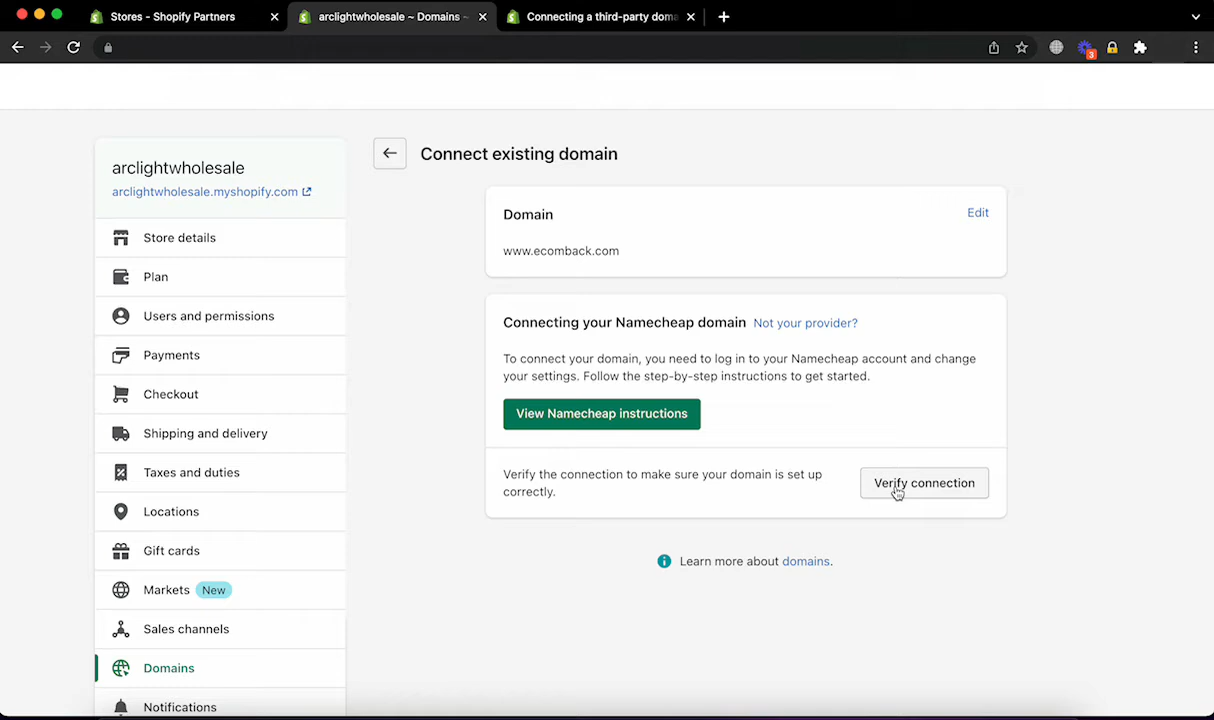 Stores - Shopify Partners
arclightwholesale ~ Domains ~
Connecting a third-party doma
3
arclightwholesale
arclightwholesale.myshopify.com
Store details
Plan
Users and permissions
Payments
Checkout
Shipping and delivery
Taxes and duties
Locations
Gift cards
Markets New
Sales channels
Domains
Notifications
Connect existing domain
Domain
Edit
www.ecomback.com
Connecting your Namecheap domain Not your provider?
To connect your domain, you need to log in to your Namecheap account and change
your settings. Follow the step-by-step instructions to get started.
View Namecheap instructions
Verify the connection to make sure your domain is set up
correctly.
Verify connection
Learn more about domains.